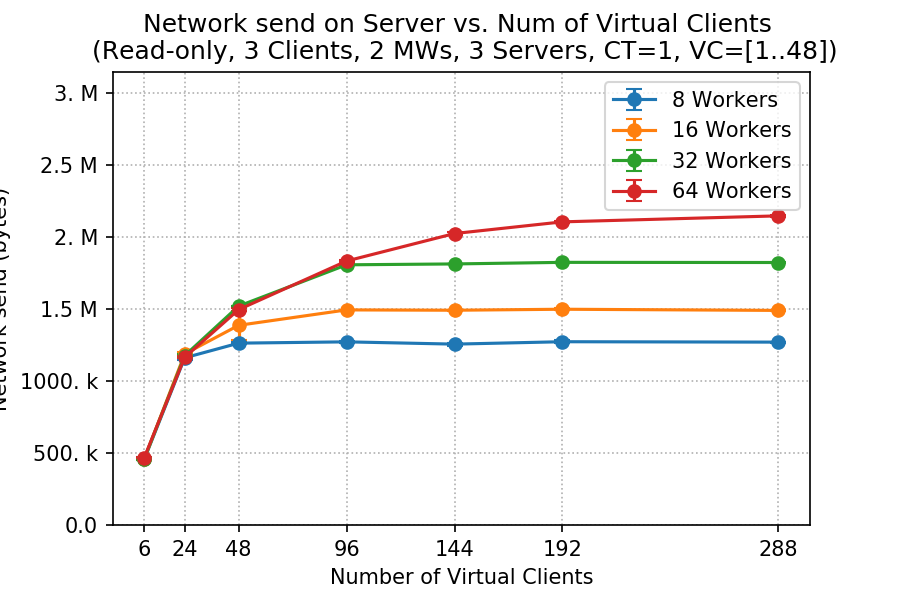 Network send on Server vs. Num of Virtual Clients
(Read-only, 3 Clients, 2 MWs, 3 Servers, CT=1, VC=[1..48])
3. M
2.5 M
2. M
1.5 M
1000. k
500. k
0.0
Network send (bytes)
8 Workers
16 Workers
32 Workers
64 Workers
6 24 48 96 144 192 288
Number of Virtual Clients